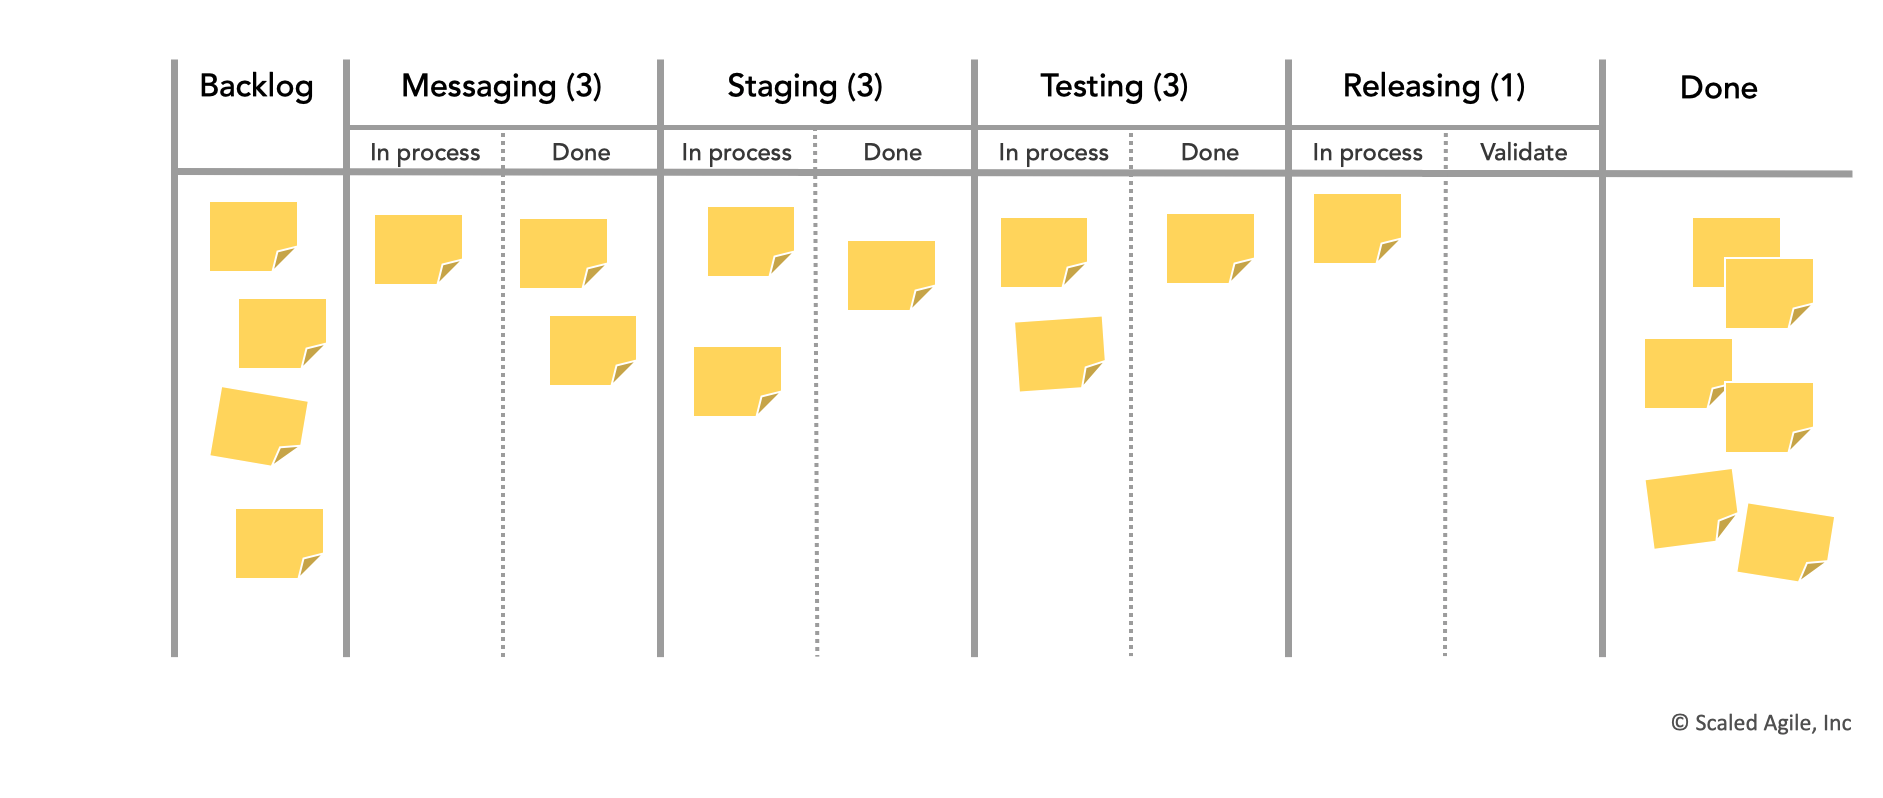 Backlog
Messaging (3)
Staging (3)
Testing (3)
Releasing (1)
Done
In process
Done
In process
Done
In process
Done
In process
Validate
© Scaled Agile, Inc